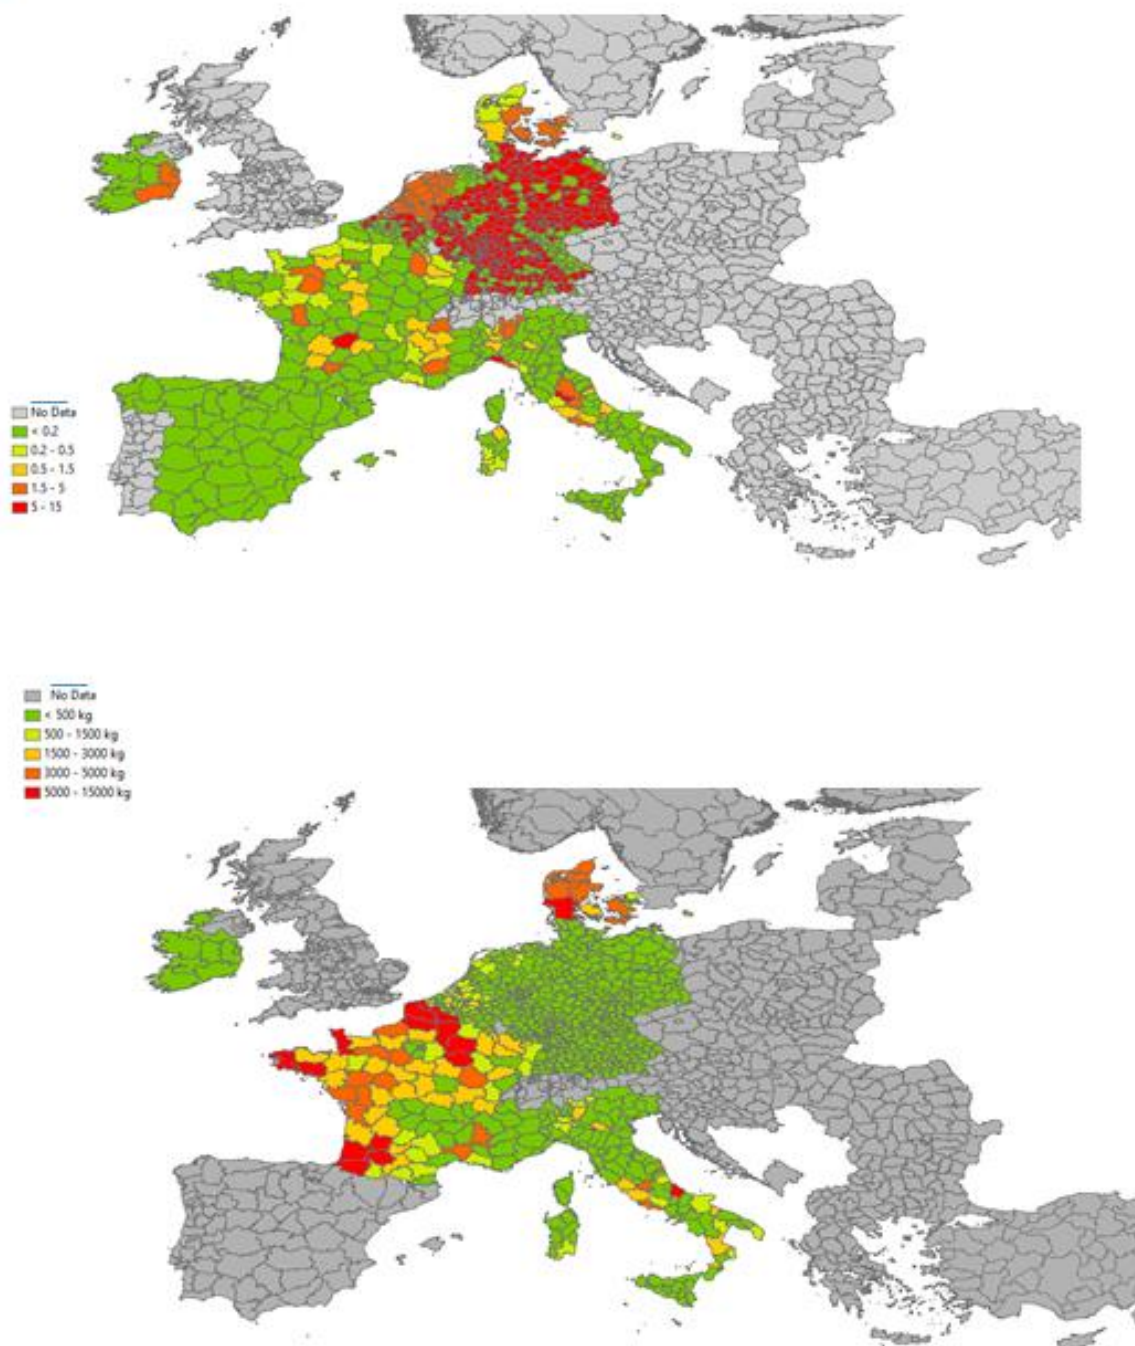 No Data
< 0.2
0.2 - 0.5
0.5 - 1.5
1.5 - 5
5 - 15
No Data
< 500 kg
500 - 1500 kg
1500 - 3000 kg
3000 - 5000 kg
5000 - 15000 kg